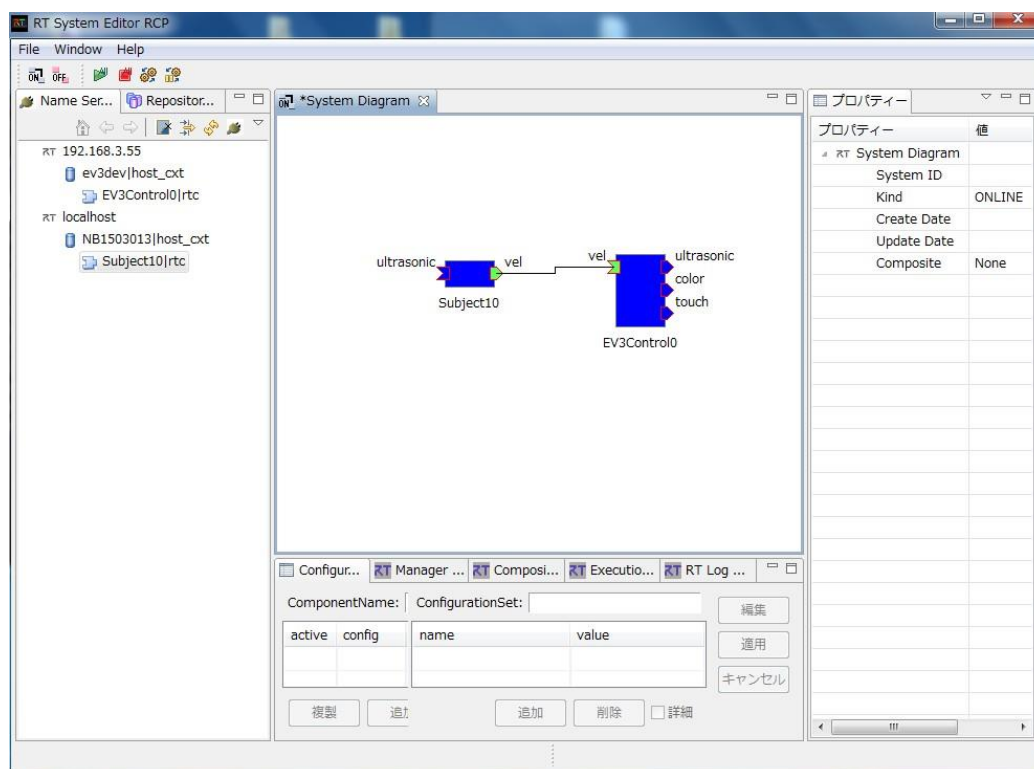 RT System Editor RCP
File Window Help
ON OFF
Name Ser... Repositor...
RT 192.168.3.55
ev3dev|host_cxt
EV3Control0|rtc
RT localhost
NB1503013|host_cxt
Subject10|rtc
ON *System Diagram
ultrasonic vel
Subject10
vel ultrasonic
color
touch
EV3Control0
Configur... RT Manager ... RT Composi... RT Executio... RT RT Log ...
ComponentName: ConfigurationSet:
active config name value
編集
適用
キャンセル
複製 追加 削除 詳細
プロパティー
プロパティー 値
RT System Diagram
System ID
Kind ONLINE
Create Date
Update Date
Composite None